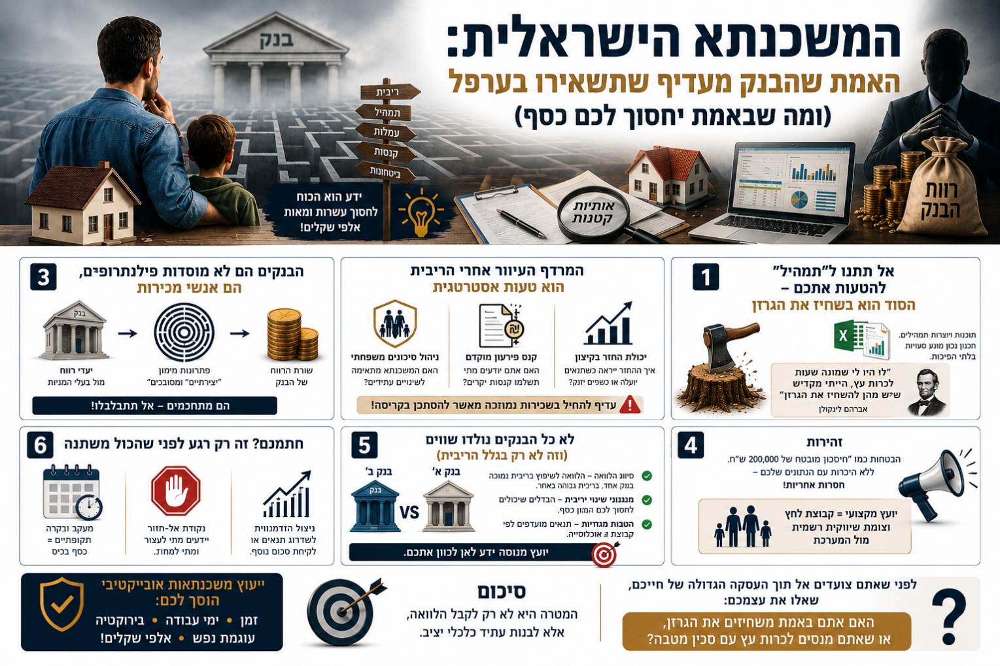 המשכנתא הישראלית:
האמת שהבנק מעדיף שתשאירו בערפל
(ומה שבאמת יחסוך לכם כסף)
בנק
ריבית
תמהיל
עמלות
קנסות
ביטחונות
ידע הוא הכוח
לחסוך עשרות ומאות
אלפי שקלים!
אותיות
קטנות
רווח
הבנק
1
אל תתנו ל"תמהיל"
להטעות אתכם –
הסוד הוא בשחיז את הגרזן
תוכנות ויוצרות תמהילים.
תכנון נכון מונע טעויות
בלתי הפיכות.
"לו היו לי שמונה שעות
לכרות עץ, הייתי מקדיש
שיש מהן להשחיז את הגרזן"
אברהם לינקולן
המרדף העיוור אחרי הריבית
הוא טעות אסטרטגית
יכולת החזר בקיצון
איך ההחזר ייראה כשתנאים
יועלה או כשפים יזנק?
קנס פירעון מוקדם
האם אתם יודעים מתי
תשלמו קנסות יקרים?
ניהול סיכונים משפחתי
האם המשכנתא מתאימה
לשינויים עתידיים?
עדיף להתחיל בשכירות נמוכה מאשר להסתכן בקריסה!
3
הבנקים הם לא מוסדות פילנתרופים,
הם אנשי מכירות
בנק
יעדי רווח
מול בעלי המניות
פתרונות מימון
"יצירתיים" ומסובכים"
שורת הרווח
של הבנק
הם מתחכמים – אל תתבלבלו!
4
זהירות
הבטחות כמו "חיסכון מובטח של 200,000 ש"ח.
ללא היכרות עם הנתונים שלכם –
חסרות אחריות!
יועץ מקצועי = קבוצת לחץ
וצומת שיווקית רשמית
מול המערכת
5
לא כל הבנקים נולדו שווים
(וזה לא רק בגלל הריבית)
סיווג הלוואה – הלוואה לשיפוץ בריבית נמוכה
בנק אחד, בריבית גבוהה באחר.
מנגנוני שינוי יריבית – הבדלים שיכולים
לחסוך לכם המון כסף.
הטבות מגזריות – תנאים מועדפים לפי
קבוצת אוכלוסייה.
בנק א'
VS
בנק ב'
בנק
יועץ מנוסה ידע לאן לכוון אתכם.
6
חתמנם? זה רק רגע לפני שהכול משתנה
ניצול הזדמנויות
לשדרוג תנאים או
לקיחת סכום נוסף.
נקודת אל-חזור
יידעים מתי לעצור
ומתי למחות.
מעקב ובקרה
תקופתיים =
כסף בכיס
לפני שאתם צועדים אל תוך העסקה הגדולה של חייכם,
שאלו את עצמכם:
האם אתם באמת משחיזים את הגרזן,
או שאתם מנסים לכרות עץ עם סכין מטבח?
?
סיכום
המטרה היא לא רק לקבל הלוואה,
אלא לבנות עתיד כלכלי יציב.
ייעוץ משכנתאות אובייקטיבי
הוסך לכם:
זמן • ימי עבודה • בירוקטיה
עוגמת נפש • אלפי שקלים!